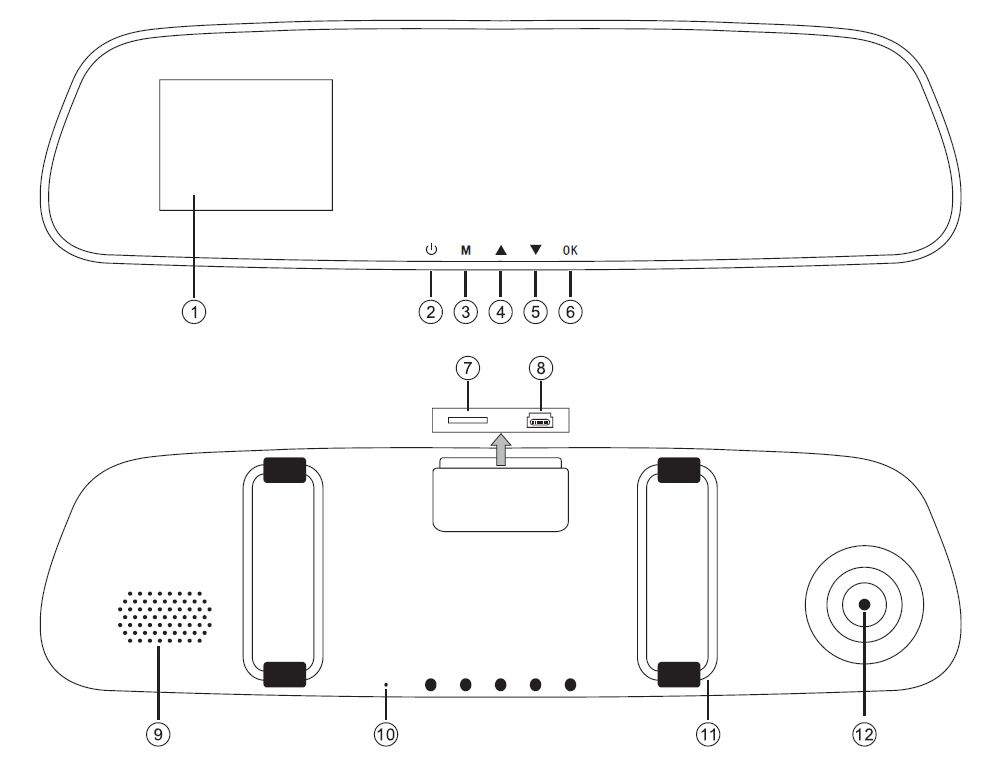 M ▲ ▼ OK
① ② ③ ④ ⑤ ⑥
⑦ ⑧
⑨ ⑩ ⑪ ⑫